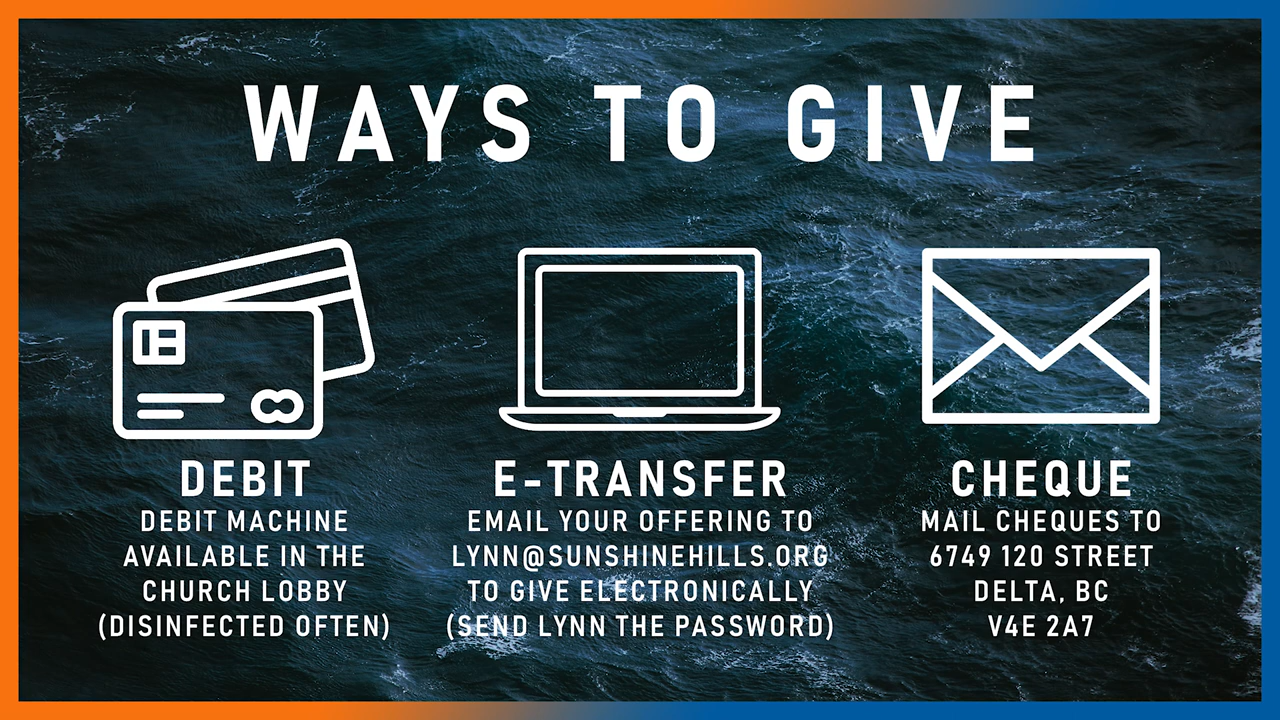 WAYS TO GIVE
DEBIT
DEBIT MACHINE
AVAILABLE IN THE
CHURCH LOBBY
(DISINFECTED OFTEN)
E-TRANSFER
EMAIL YOUR OFFERING TO
LYNN@SUNSHINEHILLS.ORG
TO GIVE ELECTRONICALLY
(SEND LYNN THE PASSWORD)
CHEQUE
MAIL CHEQUES TO
6749 120 STREET
DELTA, BC
V4E 2A7